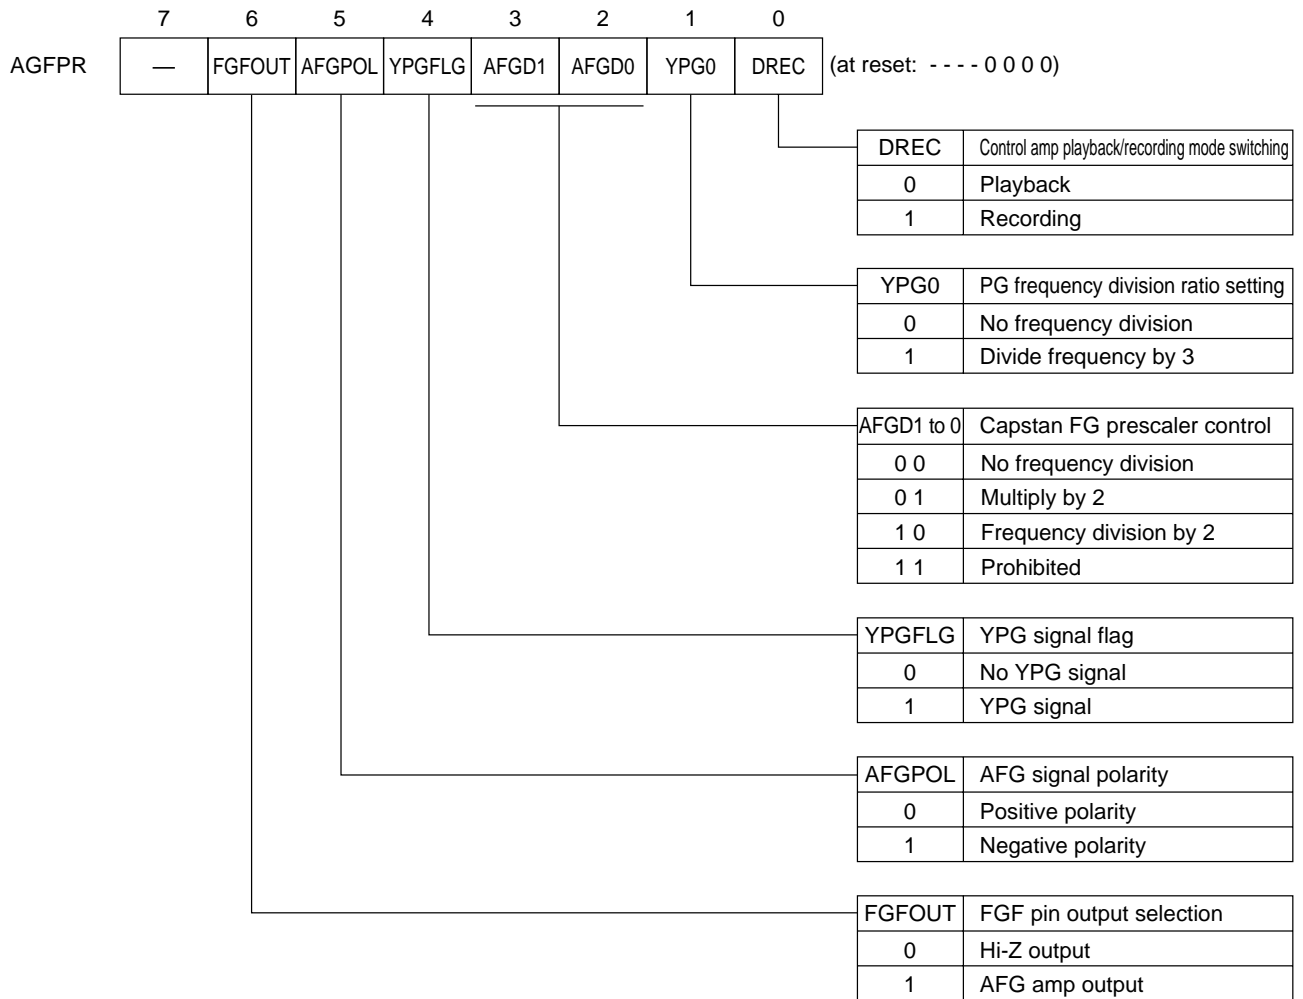 7 6 5 4 3 2 1 0
AGFPR — FGFOUT AFGPOL YPGFLG AFGD1 AFGD0 YPG0 DREC (at reset: - - - - 0 0 0 0)
DREC Control amp playback/recording mode switching
0 Playback
1 Recording
YPG0 PG frequency division ratio setting
0 No frequency division
1 Divide frequency by 3
AFGD1 to 0 Capstan FG prescaler control
0 0 No frequency division
0 1 Multiply by 2
1 0 Frequency division by 2
1 1 Prohibited
YPGFLG YPG signal flag
0 No YPG signal
1 YPG signal
AFGPOL AFG signal polarity
0 Positive polarity
1 Negative polarity
FGFOUT FGF pin output selection
0 Hi-Z output
1 AFG amp output